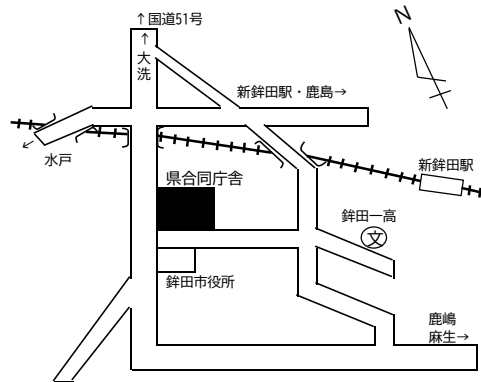 ↑国道51号
↑大洗
N
新鉾田駅・鹿島→
←水戸
新鉾田駅
県合同庁舎
鉾田一高
文
鉾田市役所
鹿嶋
麻生→